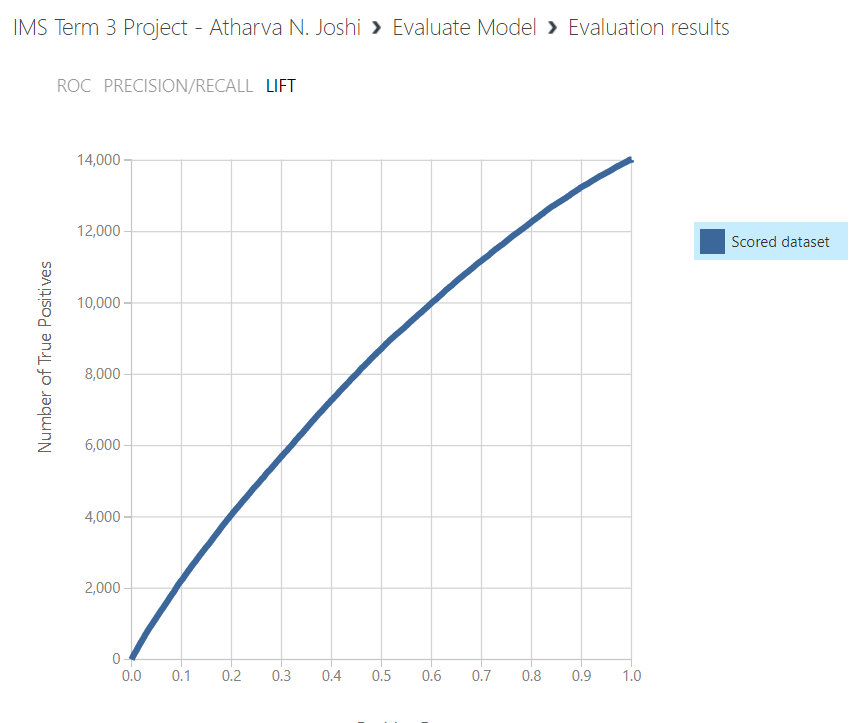 IMS Term 3 Project - Atharva N. Joshi › Evaluate Model › Evaluation results
ROC PRECISION/RECALL LIFT
14,000
12,000
10,000
8,000
6,000
4,000
2,000
0
Number of True Positives
Scored dataset
0.0 0.1 0.2 0.3 0.4 0.5 0.6 0.7 0.8 0.9 1.0